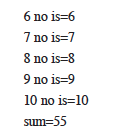 6 no is=6
7 no is=7
8 no is=8
9 no is=9
10 no is=10
sum=55